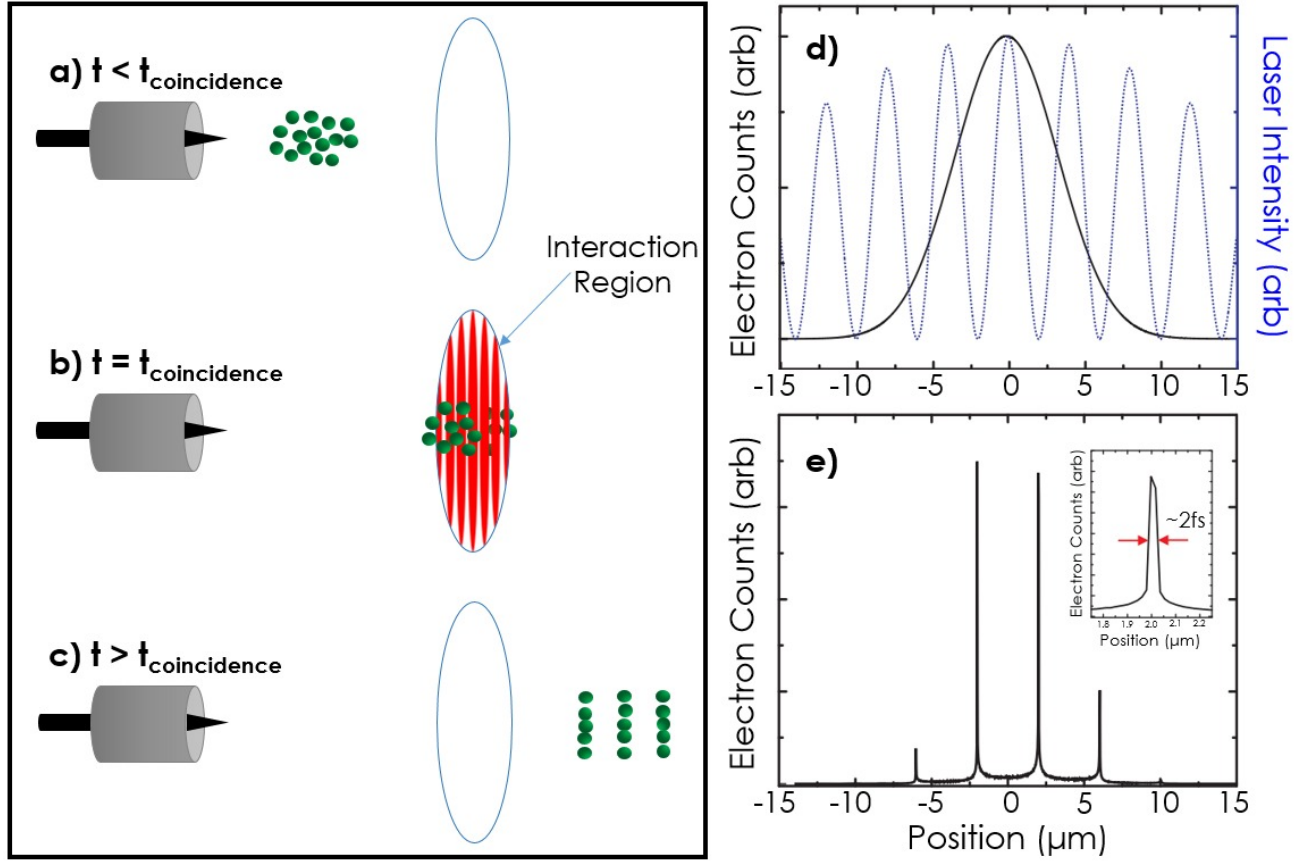 a) t < tcoincidence
Interaction
Region
b) t = tcoincidence
c) t > tcoincidence
d)
Electron Counts (arb)
Laser Intensity (arb)
-15 -10 -5 0 5 10 15
e)
Electron Counts (arb)
Electron Counts (arb)
~2fs
1.8 1.9 2.0 2.1 2.2
Position (µm)
-15 -10 -5 0 5 10 15
Position (µm)